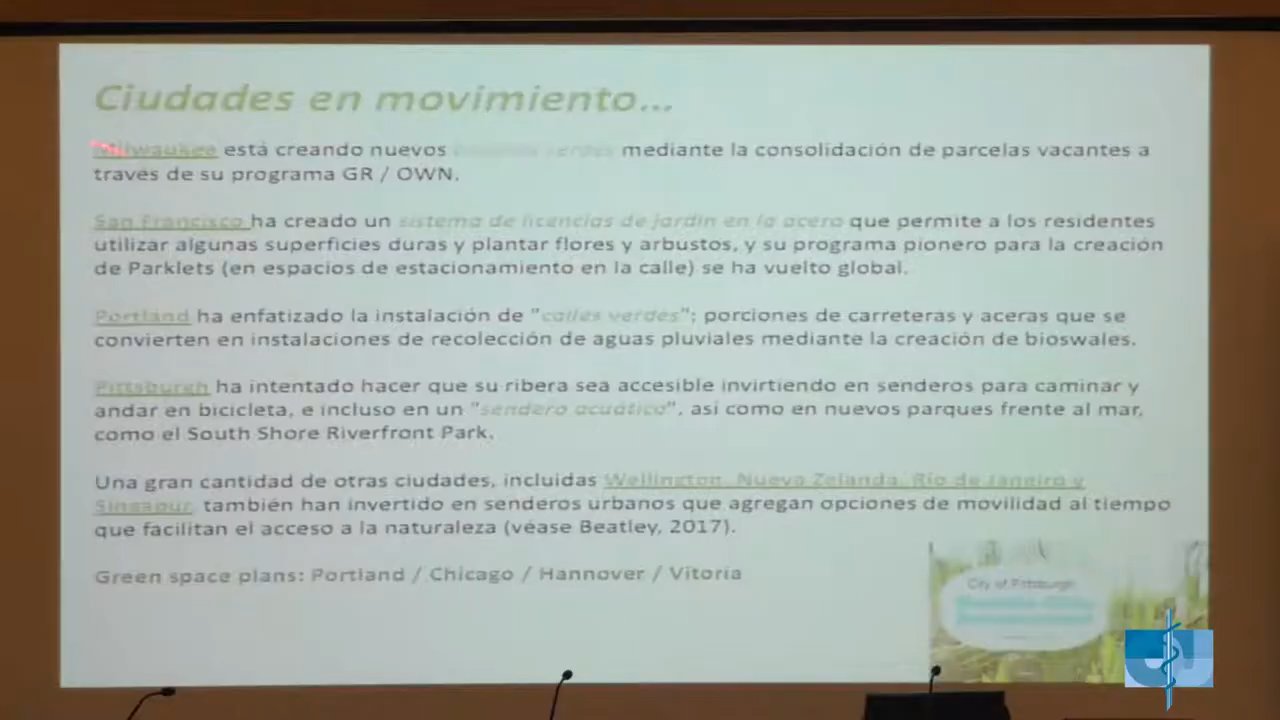 Ciudades en movimiento...
Milwaukee está creando nuevos verdes mediante la consolidación de parcelas vacantes a
través de su programa GR / OWN.
San Francisco ha creado un sistema de licencias de jardín en la acera que permite a los residentes
utilizar algunas superficies duras y plantar flores y arbustos, y su programa pionero para la creación
de Parklets (en espacios de estacionamiento en la calle) se ha vuelto global.
Portland ha enfatizado la instalación de "calles verdes"; porciones de carreteras y aceras que se
convierten en instalaciones de recolección de aguas pluviales mediante la creación de bioswales.
Pittsburgh ha intentado hacer que su ribera sea accesible invirtiendo en senderos para caminar y
andar en bicicleta, e incluso en un "sendero acuático", así como en nuevos parques frente al mar,
como el South Shore Riverfront Park.
Una gran cantidad de otras ciudades, incluidas Wellington, Nueva Zelanda, Río de Janeiro y
Singapur, también han invertido en senderos urbanos que agregan opciones de movilidad al tiempo
que facilitan el acceso a la naturaleza (véase Beatley, 2017).
Green space plans: Portland / Chicago / Hannover / Vitoria
City of Pittsburgh